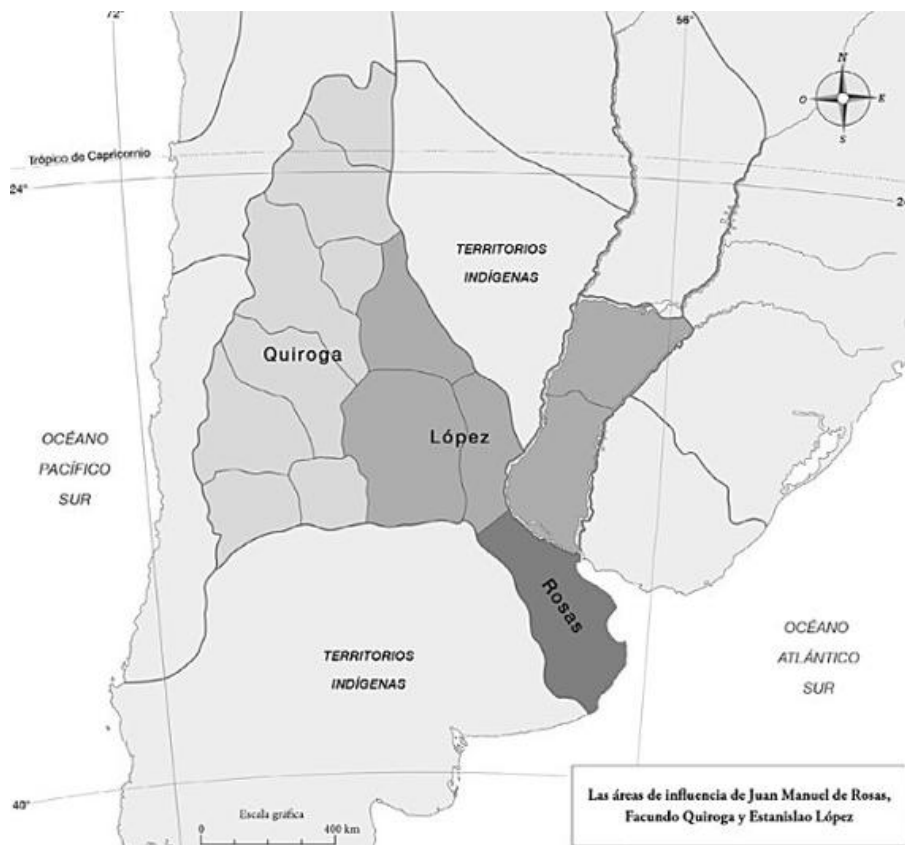 72°
56°
N
O
E
S
Trópico de Capricornio
24°
TERRITORIOS
INDÍGENAS
Quiroga
López
OCÉANO
PACÍFICO
SUR
Rosas
OCÉANO
ATLÁNTICO
SUR
TERRITORIOS
INDÍGENAS
40°
Escala gráfica
0
400 km
Las áreas de influencia de Juan Manuel de Rosas,
Facundo Quiroga y Estanislao López